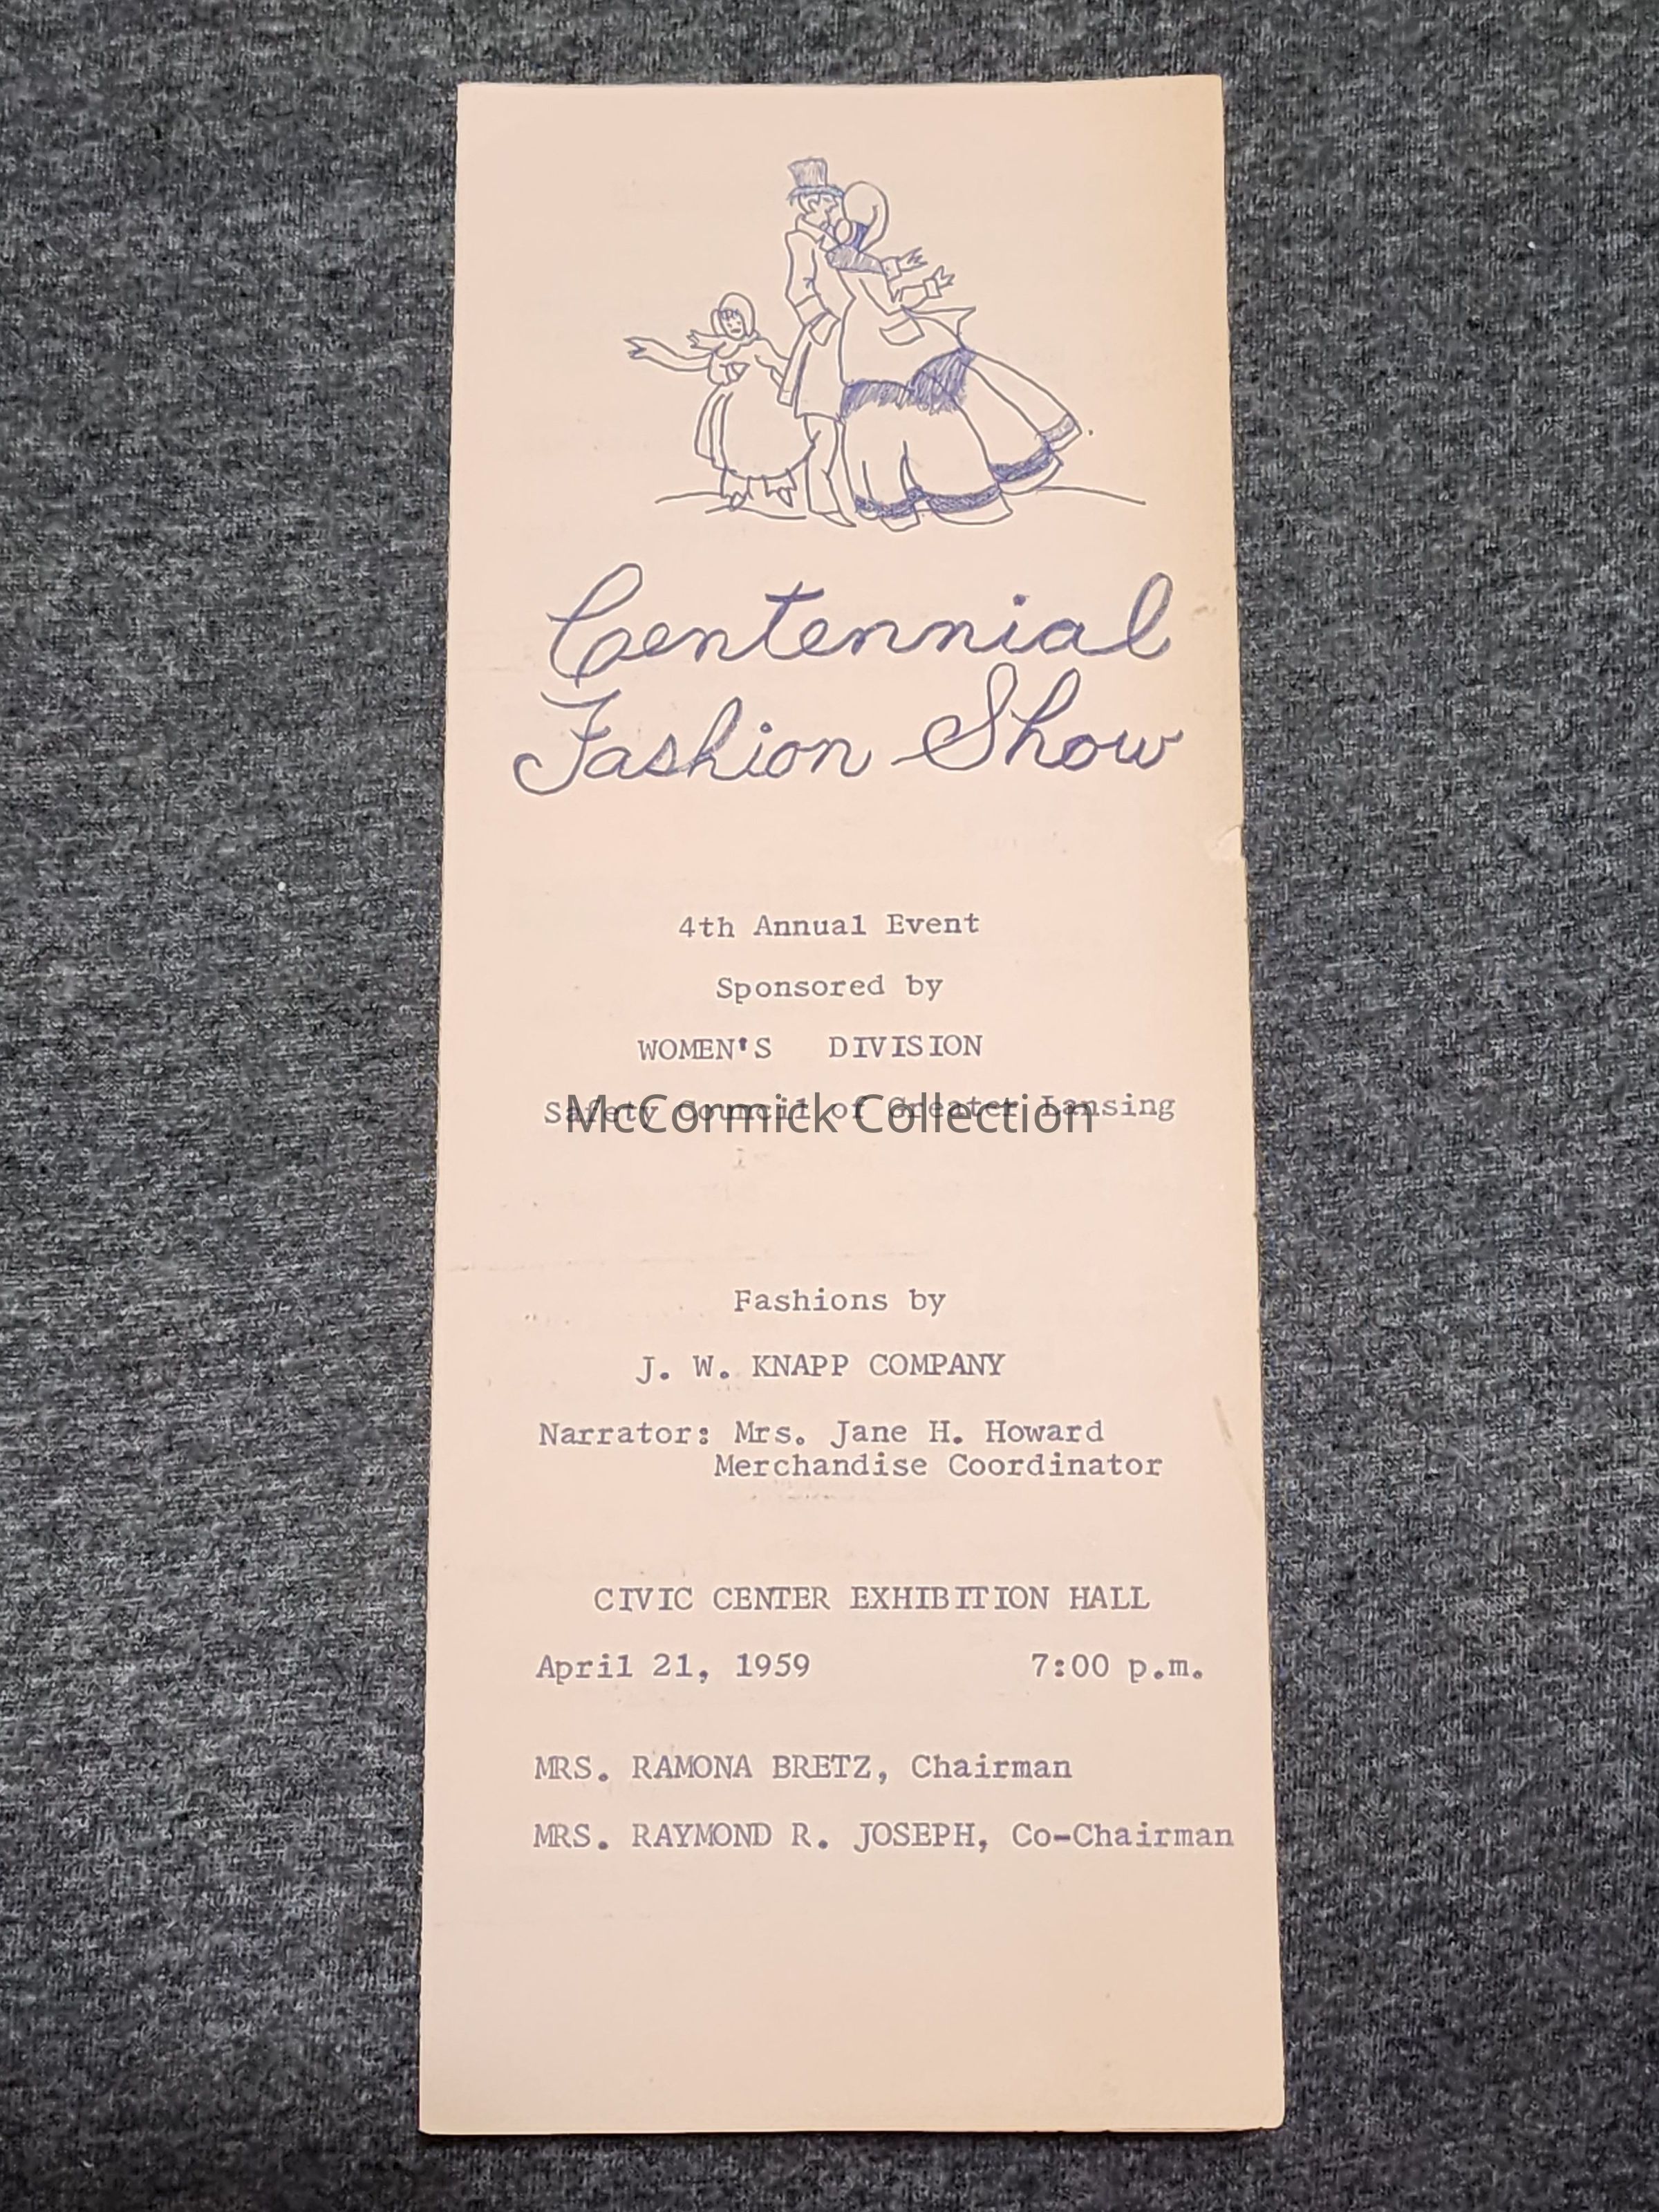 Centennial
Fashion Show
4th Annual Event
Sponsored by
WOMEN'S DIVISION
Safety Council of Greater Lansing
McCormick Collection
Fashions by
J. W. KNAPP COMPANY
Narrator: Mrs. Jane H. Howard
Merchandise Coordinator
CIVIC CENTER EXHIBITION HALL
April 21, 1959 7:00 p.m.
MRS. RAMONA BRETZ, Chairman
MRS. RAYMOND R. JOSEPH, Co-Chairman